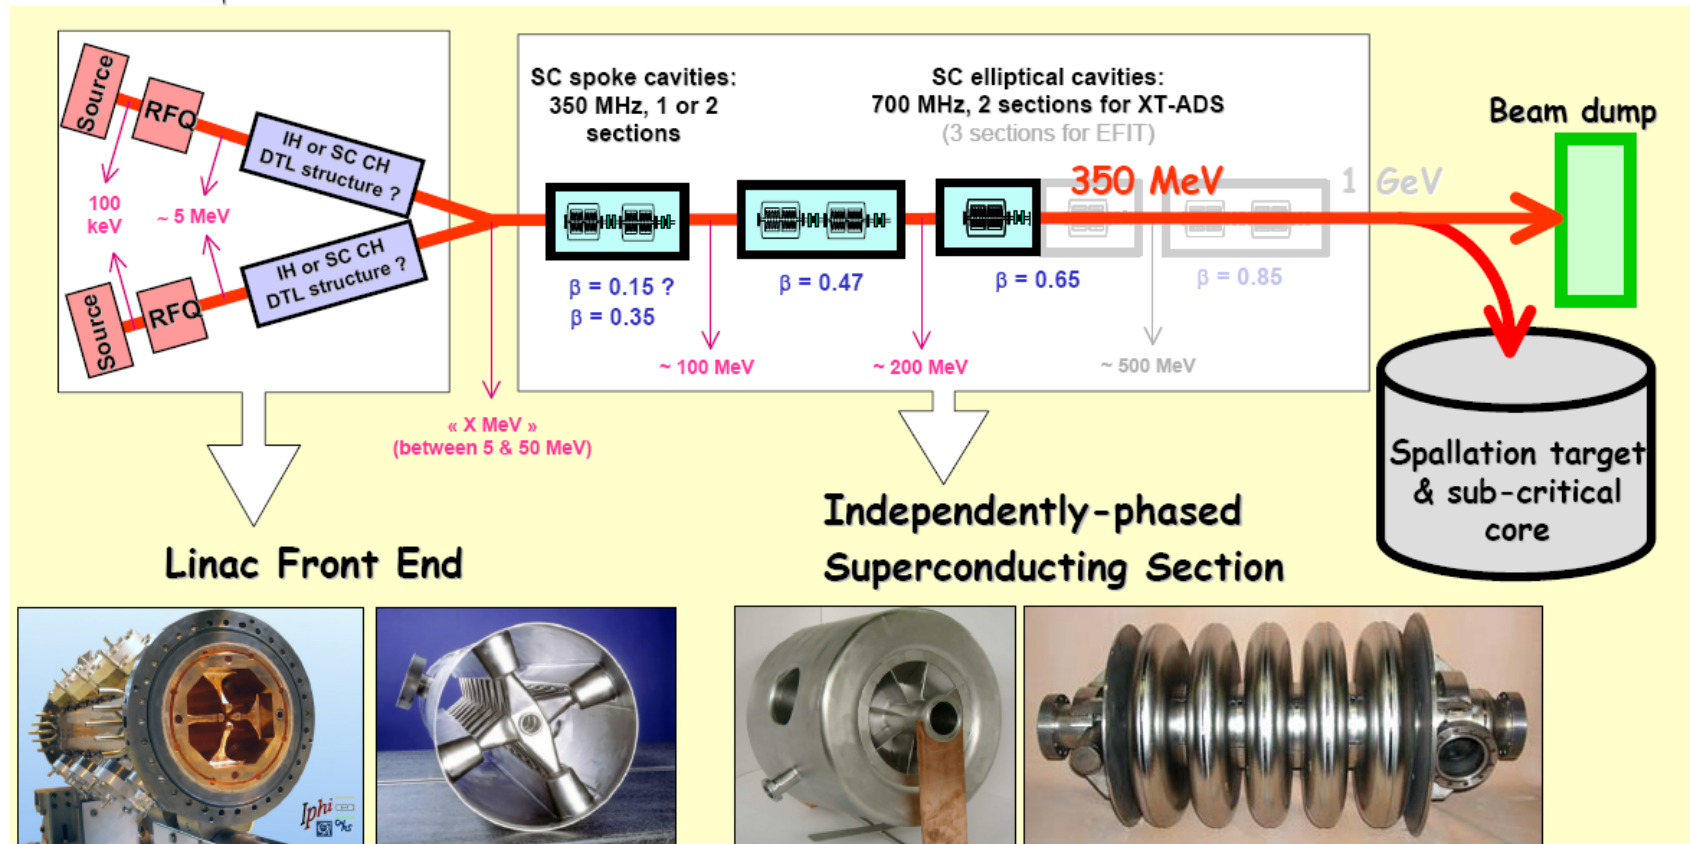 Source
RFQ
IH or SC CH
DTL structure ?
100
keV
~ 5 MeV
IH or SC CH
DTL structure ?
Source
RFQ
« X MeV »
(between 5 & 50 MeV)
SC spoke cavities:
350 MHz, 1 or 2
sections
SC elliptical cavities:
700 MHz, 2 sections for XT-ADS
(3 sections for EFIT)
350 MeV
1 GeV
β = 0.15 ?
β = 0.35
β = 0.47
β = 0.65
β = 0.85
~ 100 MeV
~ 200 MeV
~ 500 MeV
Beam dump
Spallation target
& sub-critical
core
Linac Front End
Independently-phased
Superconducting Section
Iphi